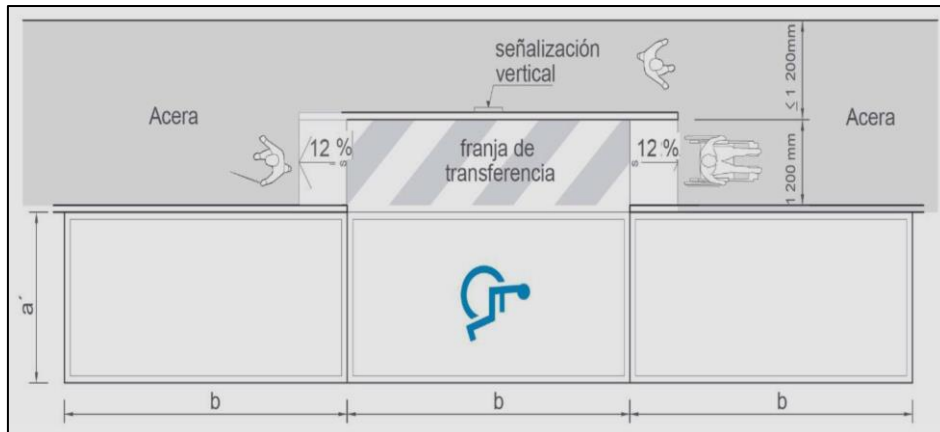 señalización
vertical
≤ 1 200mm
Acera
Acera
12 %
franja de
transferencia
12 %
1 200 mm
s
s
a´
b
b
b